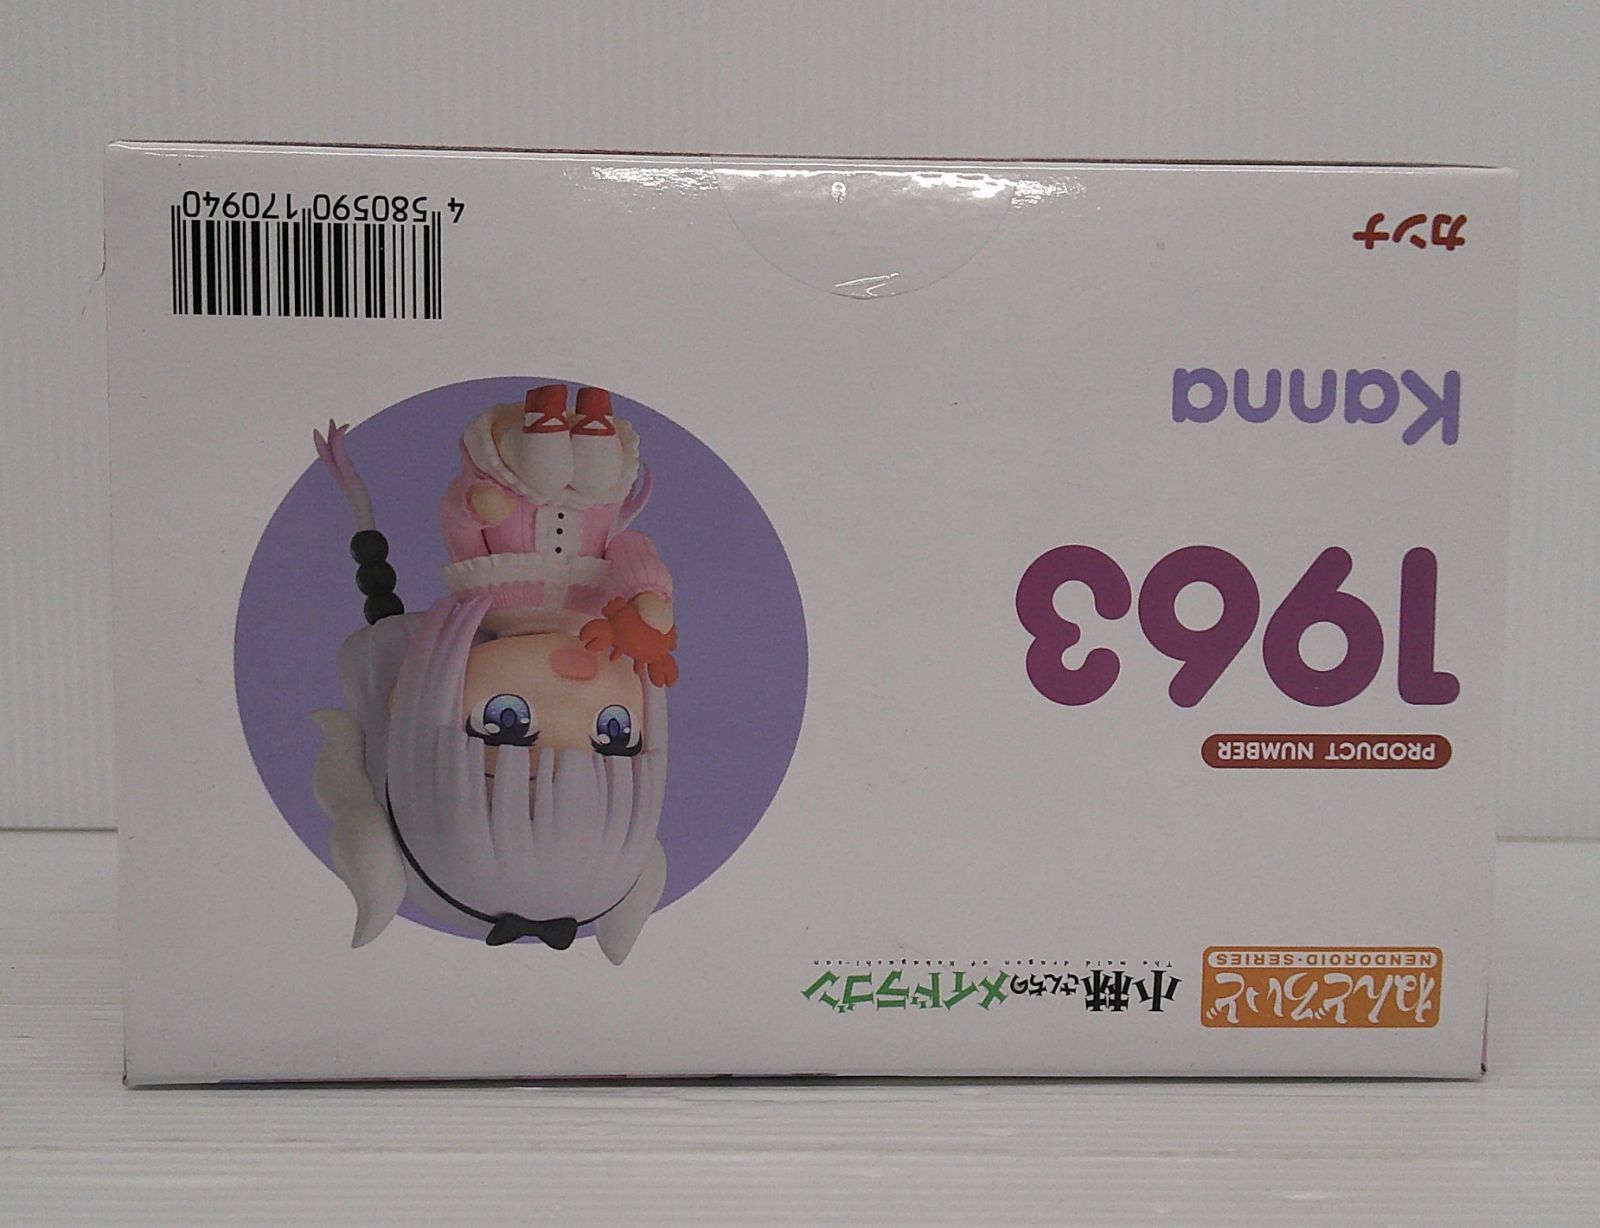 ねんどろいど
NENDOROID-SERIES
小林さんちのメイドラゴン
The maid dragon of Kobayashi-san
PRODUCT NUMBER
1963
Kanna
カンナ
4 580590 170940